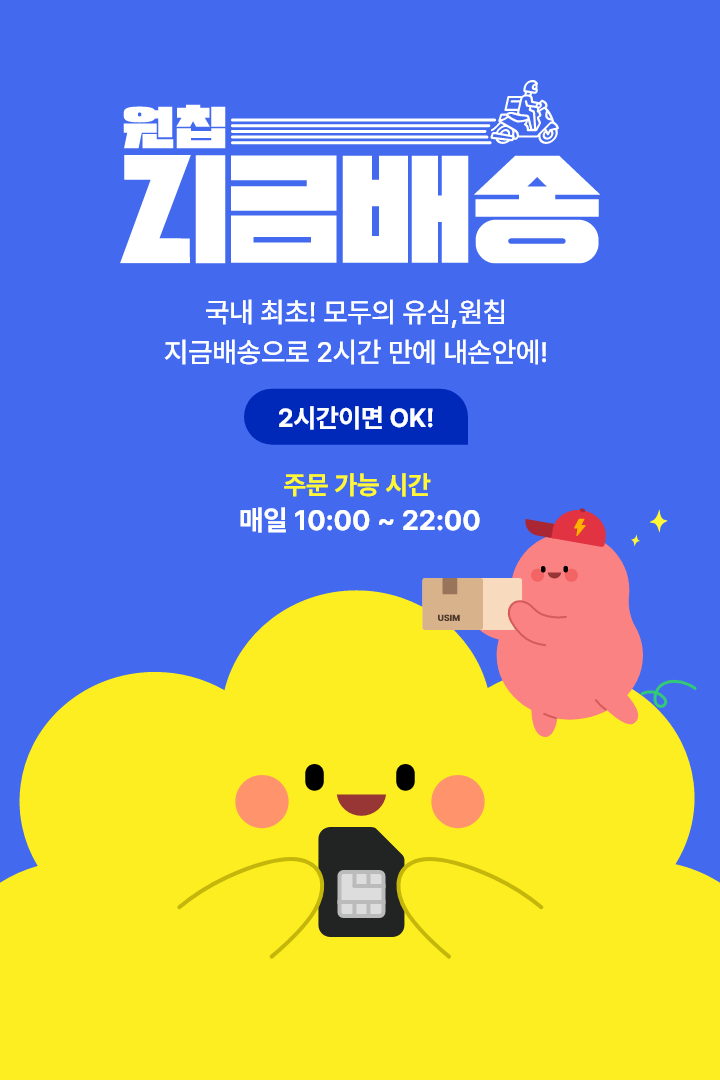 원칩
지금배송
국내 최초! 모두의 유심,원칩
지금배송으로 2시간 만에 내손안에!
2시간이면 OK!
주문 가능 시간
매일 10:00 ~ 22:00
USIM